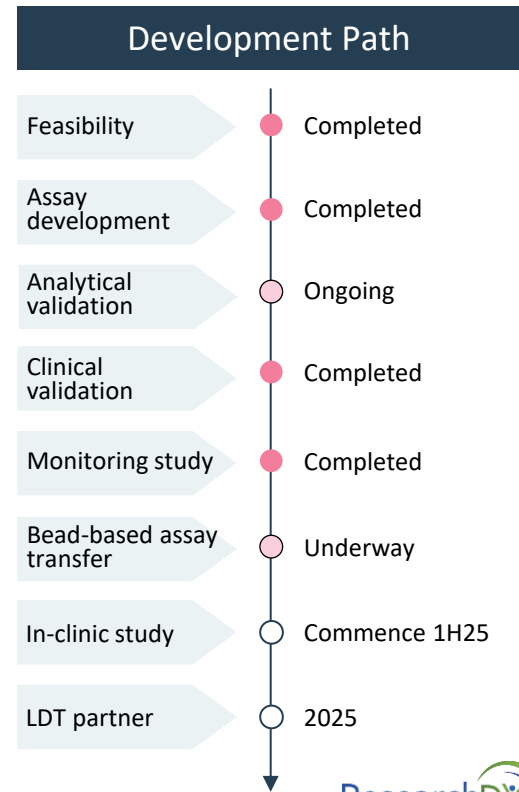 Development Path
Feasibility
Completed
Assay
development
Completed
Analytical
validation
Ongoing
Clinical
validation
Completed
Monitoring study
Completed
Bead-based assay
transfer
Underway
In-clinic study
Commence 1H25
LDT partner
2025